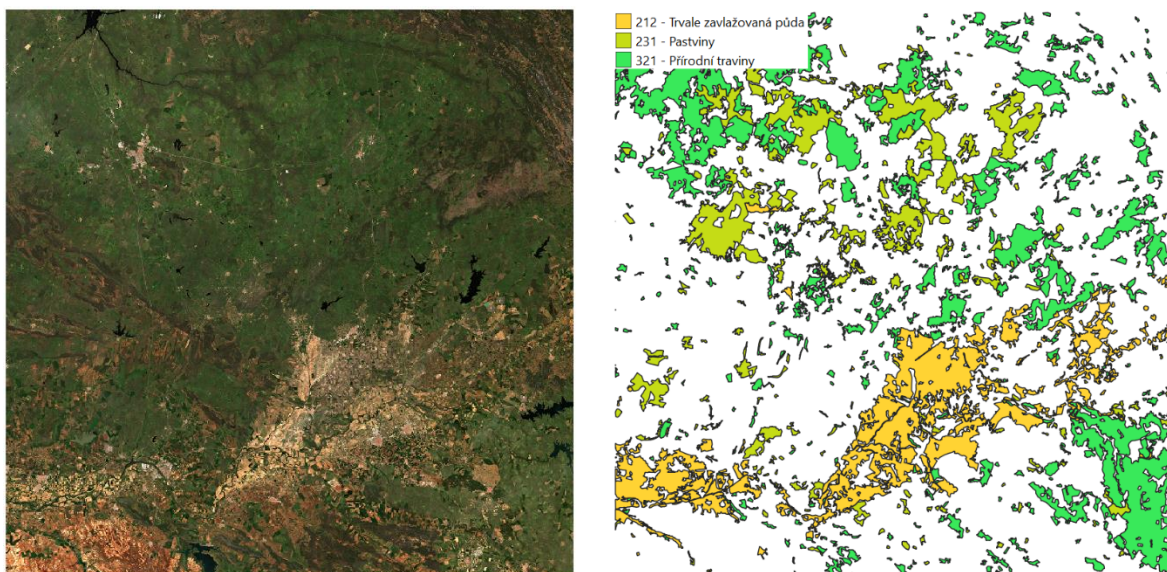 212 - Trvale zavlažovaná půda
231 - Pastviny
321 - Přírodní traviny